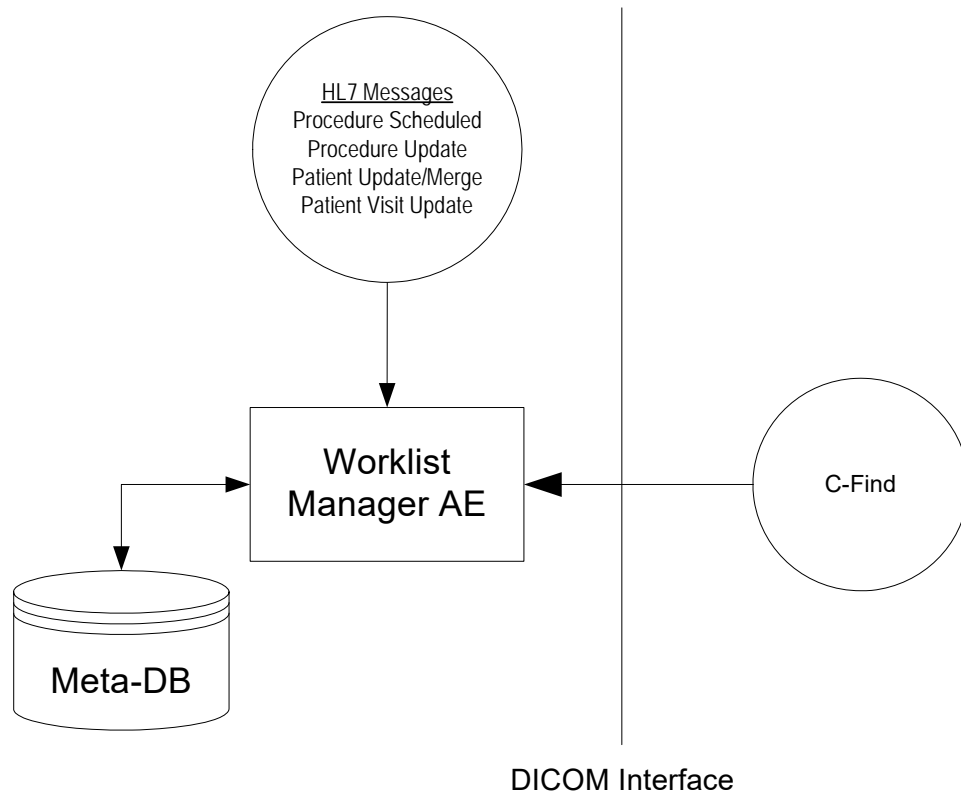 HL7 Messages
Procedure Scheduled
Procedure Update
Patient Update/Merge
Patient Visit Update
Worklist
Manager AE
C-Find
Meta-DB
DICOM Interface